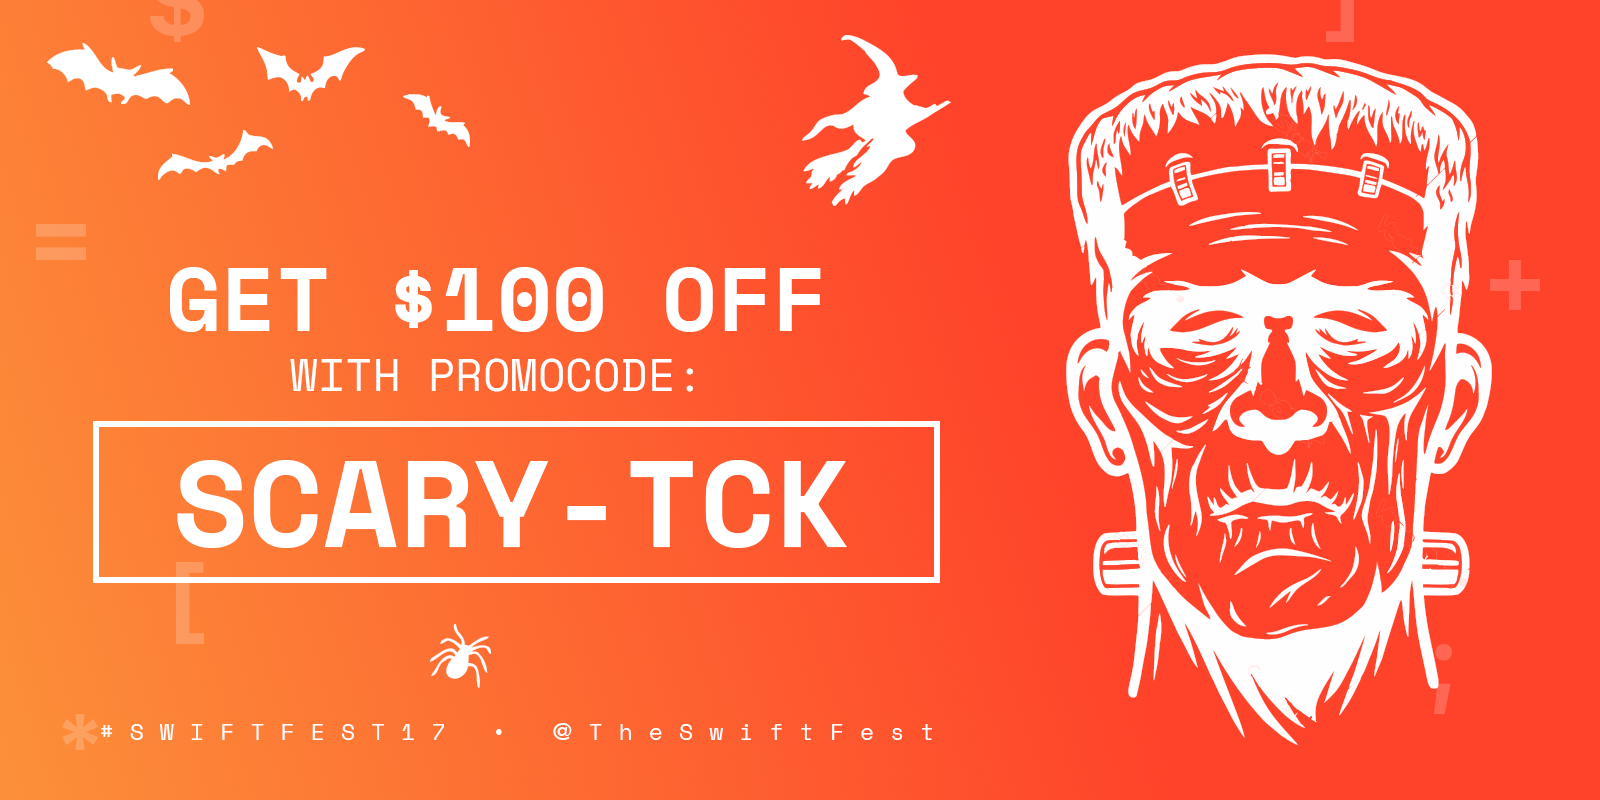 GET $100 OFF
WITH PROMOCODE:
SCARY-TCK
#SWIFTFEST17 • @TheSwiftFest